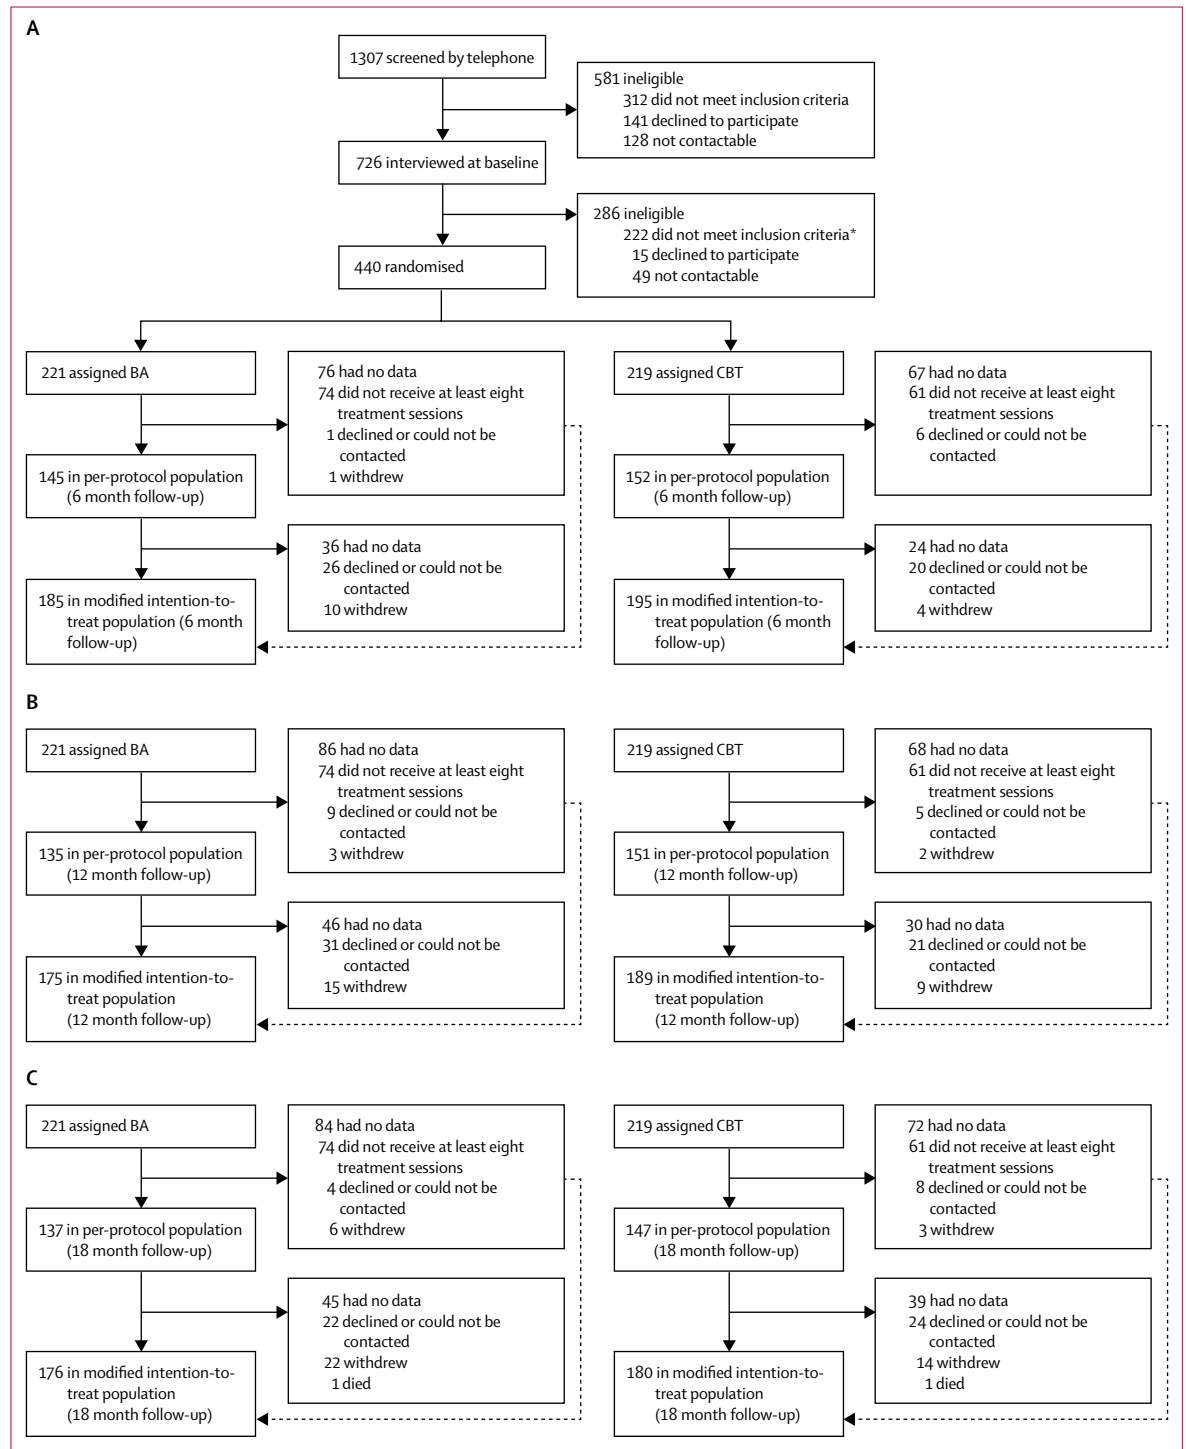 A
1307 screened by telephone
581 ineligible
312 did not meet inclusion criteria
141 declined to participate
128 not contactable
726 interviewed at baseline
286 ineligible
222 did not meet inclusion criteria*
15 declined to participate
49 not contactable
440 randomised
221 assigned BA
76 had no data
74 did not receive at least eight
treatment sessions
1 declined or could not be
contacted
1 withdrew
145 in per-protocol population
(6 month follow-up)
36 had no data
26 declined or could not be
contacted
10 withdrew
185 in modified intention-to-
treat population (6 month
follow-up)
219 assigned CBT
67 had no data
61 did not receive at least eight
treatment sessions
6 declined or could not be
contacted
152 in per-protocol population
(6 month follow-up)
24 had no data
20 declined or could not be
contacted
4 withdrew
195 in modified intention-to-
treat population (6 month
follow-up)
B
221 assigned BA
86 had no data
74 did not receive at least eight
treatment sessions
9 declined or could not be
contacted
3 withdrew
135 in per-protocol population
(12 month follow-up)
46 had no data
31 declined or could not be
contacted
15 withdrew
175 in modified intention-to-
treat population
(12 month follow-up)
219 assigned CBT
68 had no data
61 did not receive at least eight
treatment sessions
5 declined or could not be
contacted
2 withdrew
151 in per-protocol population
(12 month follow-up)
30 had no data
21 declined or could not be
contacted
9 withdrew
189 in modified intention-to-
treat population
(12 month follow-up)
C
221 assigned BA
84 had no data
74 did not receive at least eight
treatment sessions
4 declined or could not be
contacted
6 withdrew
137 in per-protocol population
(18 month follow-up)
45 had no data
22 declined or could not be
contacted
22 withdrew
1 died
176 in modified intention-to-
treat population
(18 month follow-up)
219 assigned CBT
72 had no data
61 did not receive at least eight
treatment sessions
8 declined or could not be
contacted
3 withdrew
147 in per-protocol population
(18 month follow-up)
39 had no data
24 declined or could not be
contacted
14 withdrew
1 died
180 in modified intention-to-
treat population
(18 month follow-up)